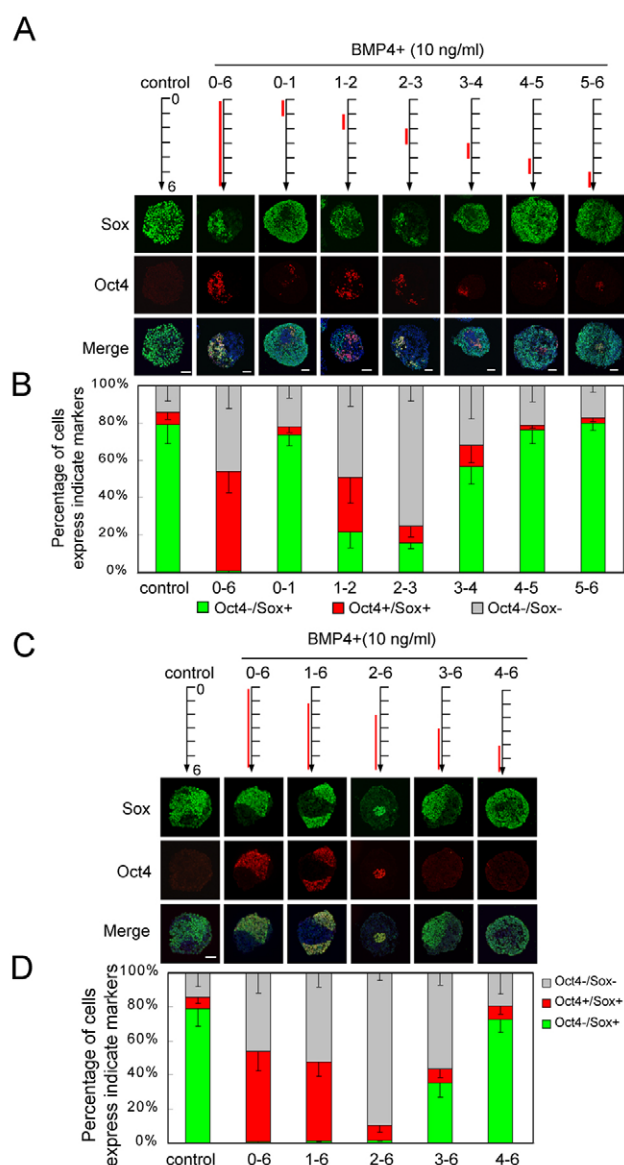 A
BMP4+ (10 ng/ml)
control 0-6 0-1 1-2 2-3 3-4 4-5 5-6
0
6
Sox
Oct4
Merge
B
Percentage of cells
express indicate markers
100%
80%
60%
40%
20%
0%
control 0-6 0-1 1-2 2-3 3-4 4-5 5-6
Oct4-/Sox+ Oct4+/Sox+ Oct4-/Sox-
C
BMP4+(10 ng/ml)
control 0-6 1-6 2-6 3-6 4-6
0
6
Sox
Oct4
Merge
D
Percentage of cells
express indicate markers
100%
80%
60%
40%
20%
0%
control 0-6 1-6 2-6 3-6 4-6
Oct4-/Sox-
Oct4+/Sox+
Oct4-/Sox+